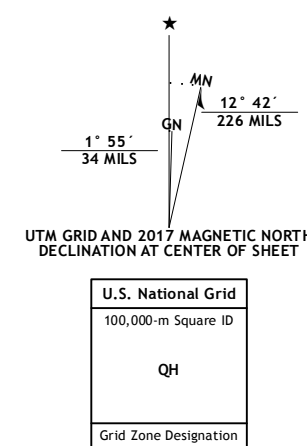 MN
12° 42´
226 MILS
GN
1° 55´
34 MILS
UTM GRID AND 2017 MAGNETIC NORTH
DECLINATION AT CENTER OF SHEET
U.S. National Grid
100,000-m Square ID
QH
Grid Zone Designation